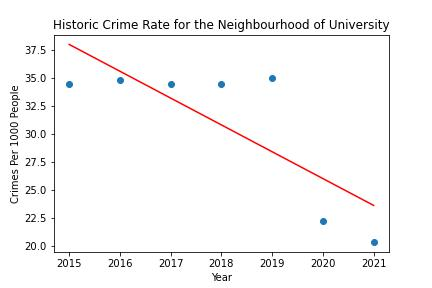 Historic Crime Rate for the Neighbourhood of University
37.5
35.0
32.5
30.0
27.5
25.0
22.5
20.0
Crimes Per 1000 People
2015 2016 2017 2018 2019 2020 2021
Year